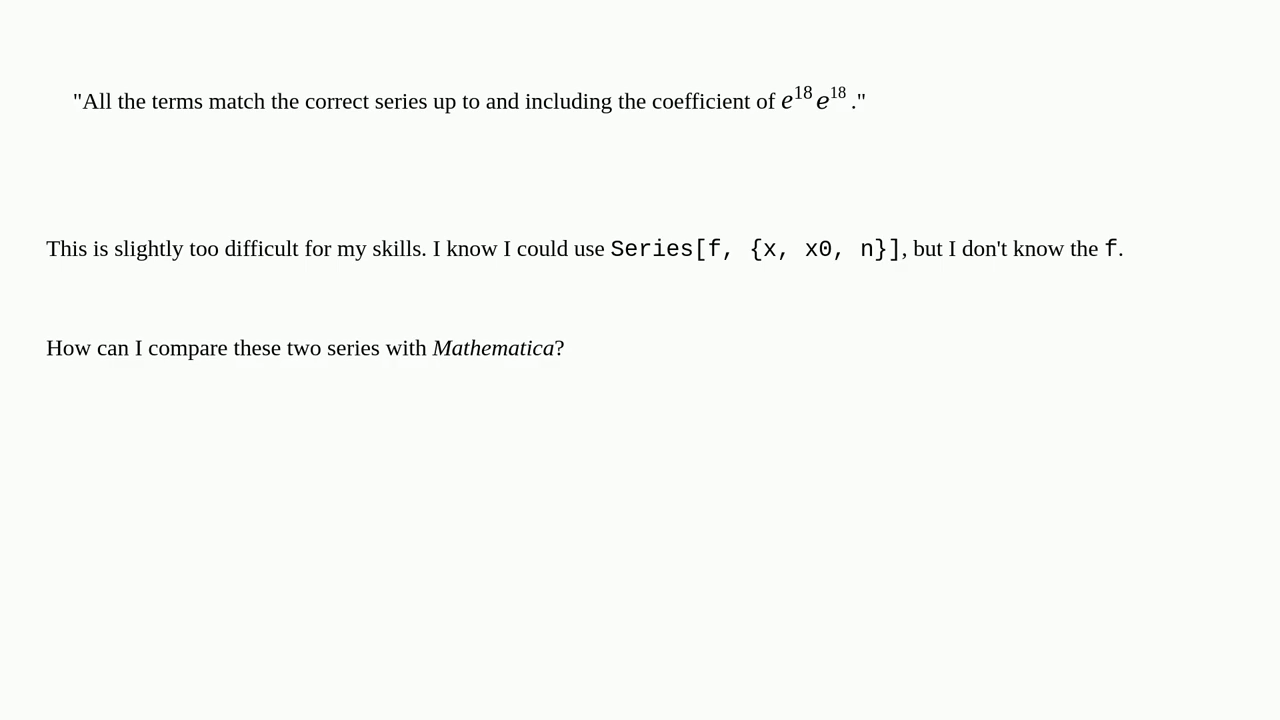 "All the terms match the correct series up to and including the coefficient of e^18 e^18 ."
This is slightly too difficult for my skills. I know I could use Series[f, {x, x0, n}], but I don't know the f.
How can I compare these two series with Mathematica?